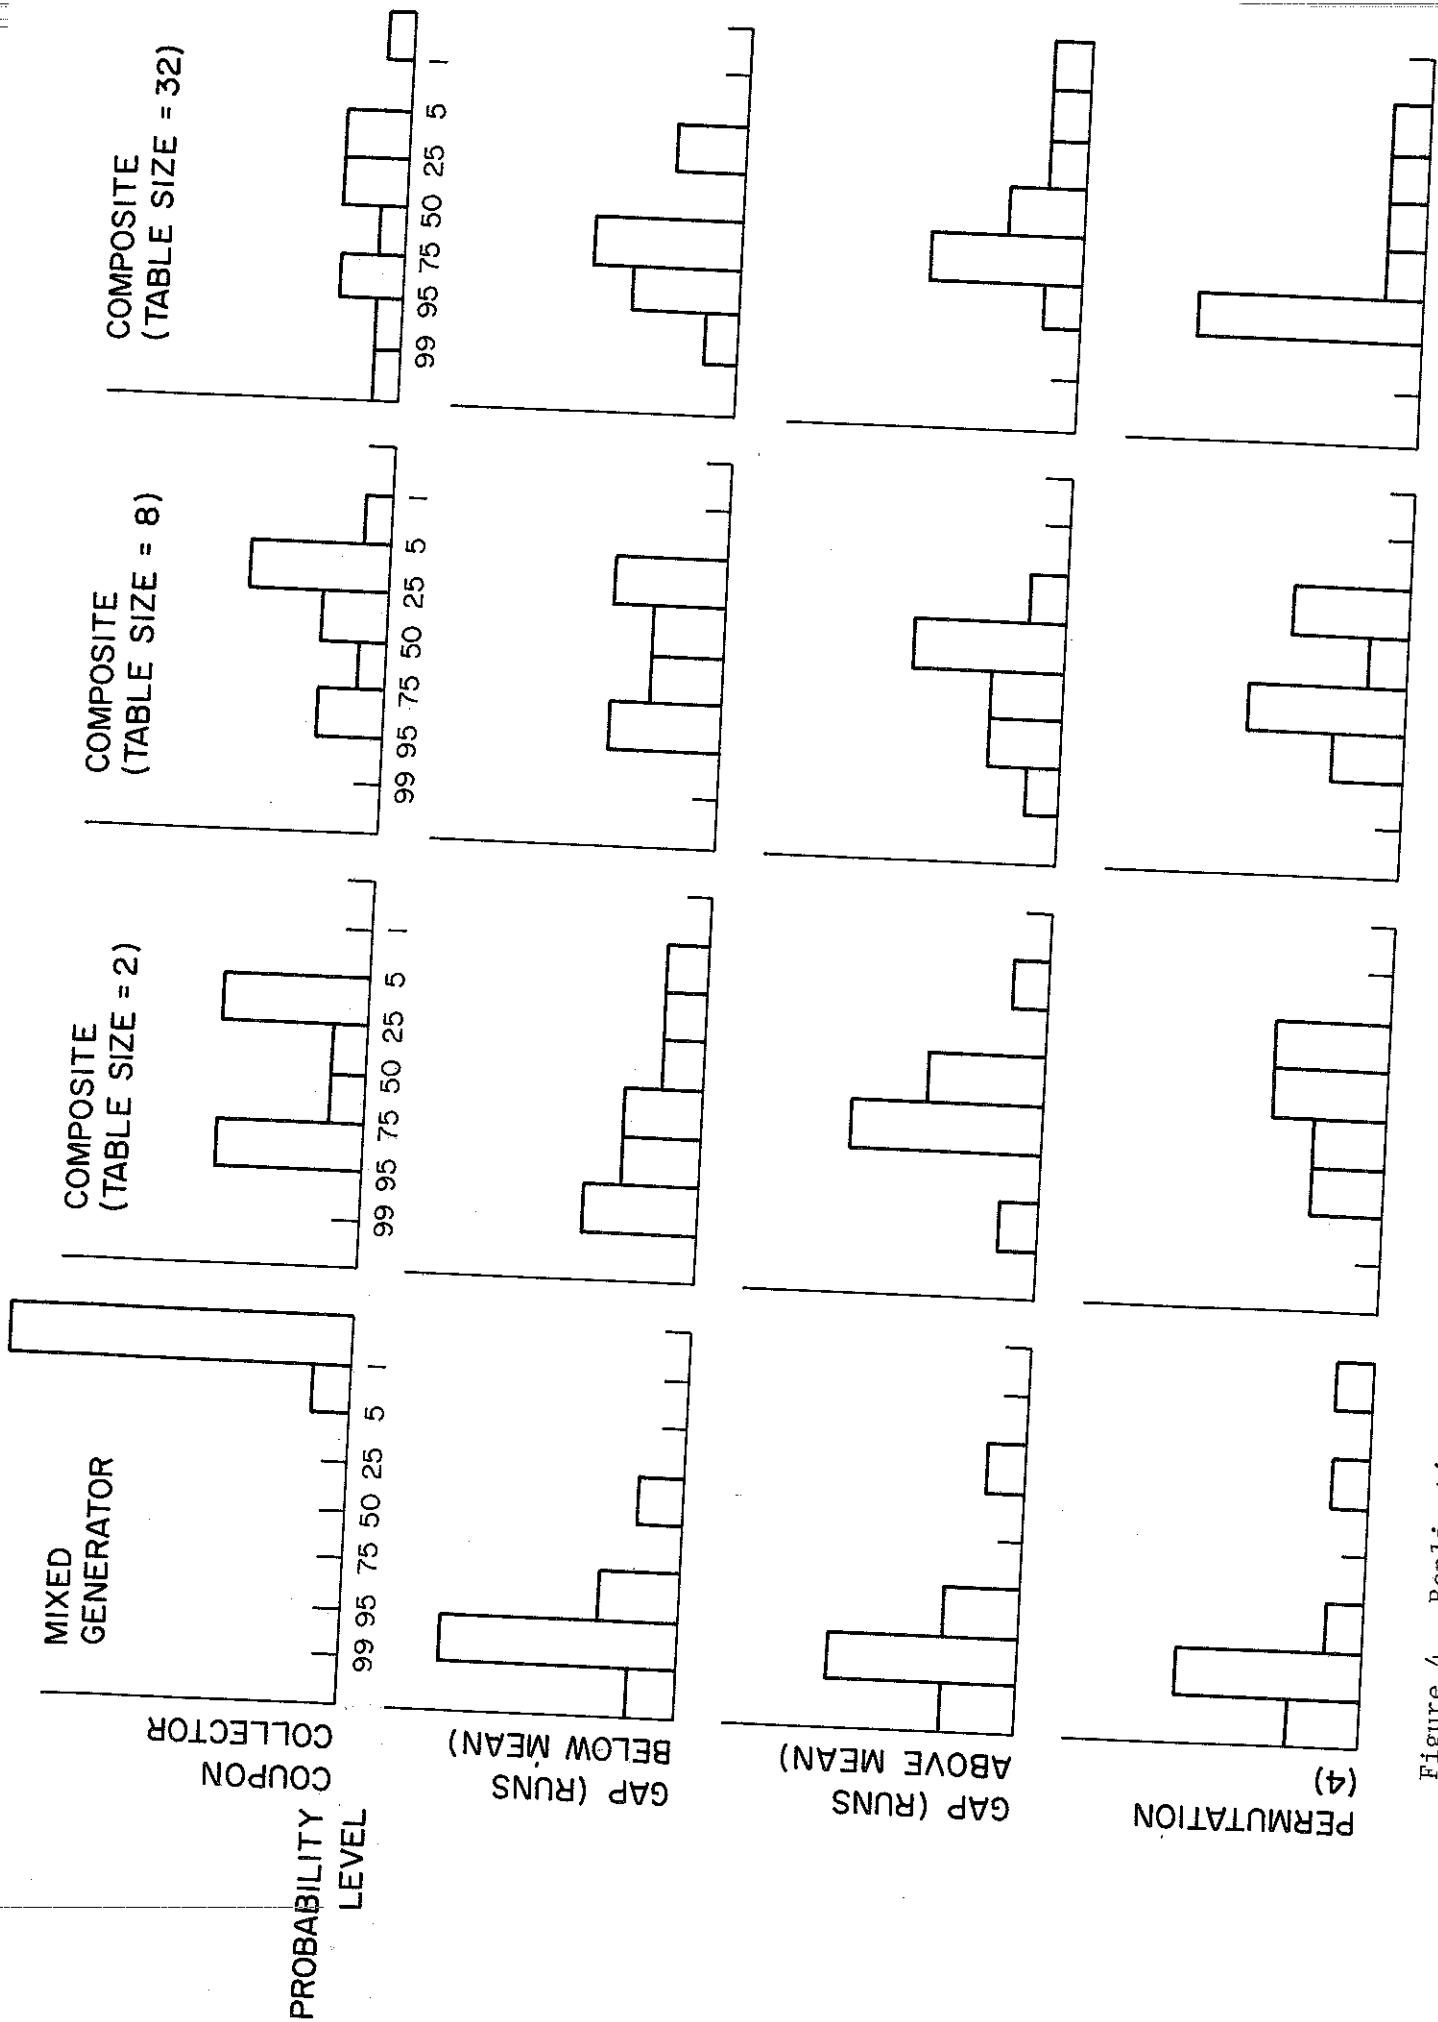 MIXED
GENERATOR
COMPOSITE
(TABLE SIZE = 2)
COMPOSITE
(TABLE SIZE = 8)
COMPOSITE
(TABLE SIZE = 32)
COUPON
COLLECTOR
PROBABILITY
LEVEL
99 95 75 50 25 5 1
99 95 75 50 25 5 1
99 95 75 50 25 5 1
99 95 75 50 25 5 1
GAP (RUNS
BELOW MEAN)
GAP (RUNS
ABOVE MEAN)
PERMUTATION
(4)
Figure 4